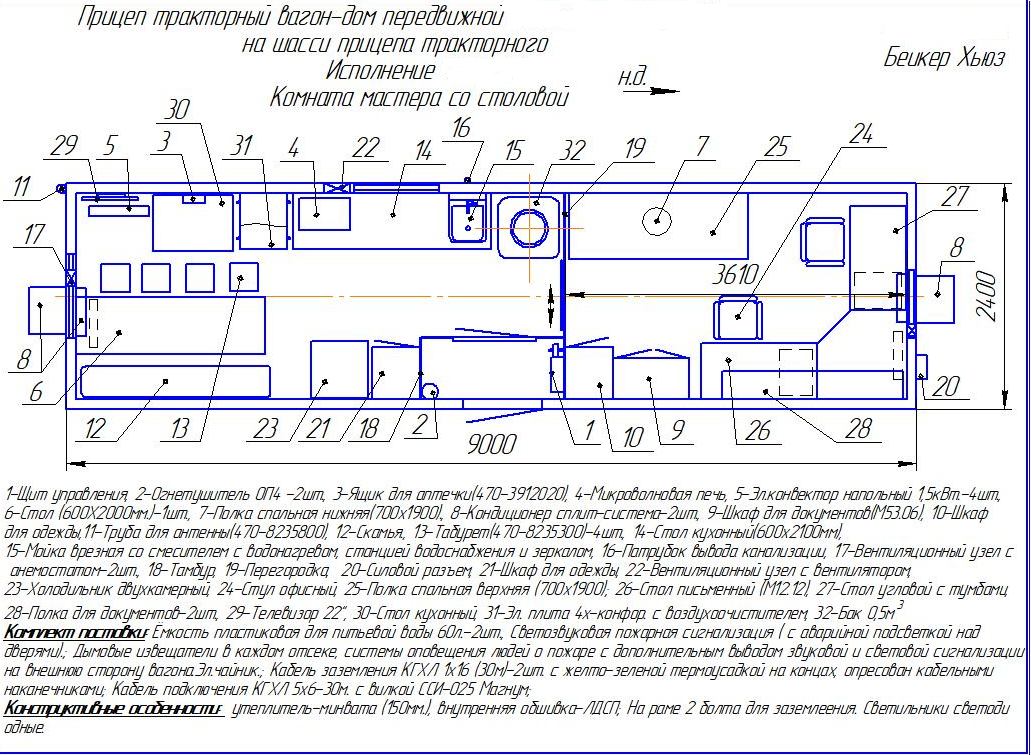 Прицеп тракторный вагон-дом передвижной
на шасси прицепа тракторного
Исполнение
Комната мастера со столовой
н.д.
Бейкер Хьюз
29 5 3 30 31 4 22 14 16 15 32 19 7 25 24
11
27
17
8
8
3610
2400
6
20
12 13 23 21 18 2 1 10 9 26 28
9000
1-Щит управления, 2-Огнетушитель ОП4 -2шт, 3-Ящик для аптечки(470-3912020), 4-Микроволновая печь, 5-Эл.конвектор напольный 1,5кВт.-4шт,
6-Стол (600Х2000мм.)-1шт, 7-Полка спальная нижняя(700х1900), 8-Кондиционер сплит-система-2шт, 9-Шкаф для документов(М53.06), 10-Шкаф
для одежды,11-Труба для антенны(470-8235800), 12-Скамья, 13-Табурет(470-8235300)-4шт, 14-Стол кухонный(600х2100мм),
15-Мойка врезная со смесителем с водонагрев, станцией водоснабжения и зеркалом, 16-Патрубок вывода канализации, 17-Вентиляционный узел с
анемостатом-2шт, 18-Тамбур, 19-Перегородка, 20-Силовой разъем, 21-Шкаф для одежды, 22-Вентиляционный узел с вентилятором,
23-Холодильник двухкамерный, 24-Стул офисный, 25-Полка спальная верхняя (700х1900); 26-Стол письменный (М12.12), 27-Стол угловой с тумбами,
28-Полка для документов-2шт, 29-Телевизор 22", 30-Стол кухонный, 31-Эл. плита 4х-конфор. с воздухоочистителем, 32-Бак 0,5м³
Комплект поставки: Емкость пластиковая для питьевой воды 60л.-2шт, Светозвуковая пожарная сигнализация ( с аварийной подсветкой над
дверями),; Дымовые извещатели в каждом отсеке, системы оповещения людей о пожаре с дополнительным выводом звуковой и световой сигнализации
на внешнюю сторону вагона.Эл.чайник.; Кабель заземления КГХЛ 1х16 (30м)-2шт. с желто-зеленой термоусадкой на концах, опресован кабельными
наконечниками; Кабель подключения КГХЛ 5х6-30м. с вилкой ССИ-025 Магнум;
Конструктивные особенности: утеплитель-минвата (150мм.), внутренняя обшивка-ЛДСП; На раме 2 болта для заземлеения. Светильники светоди
одные.